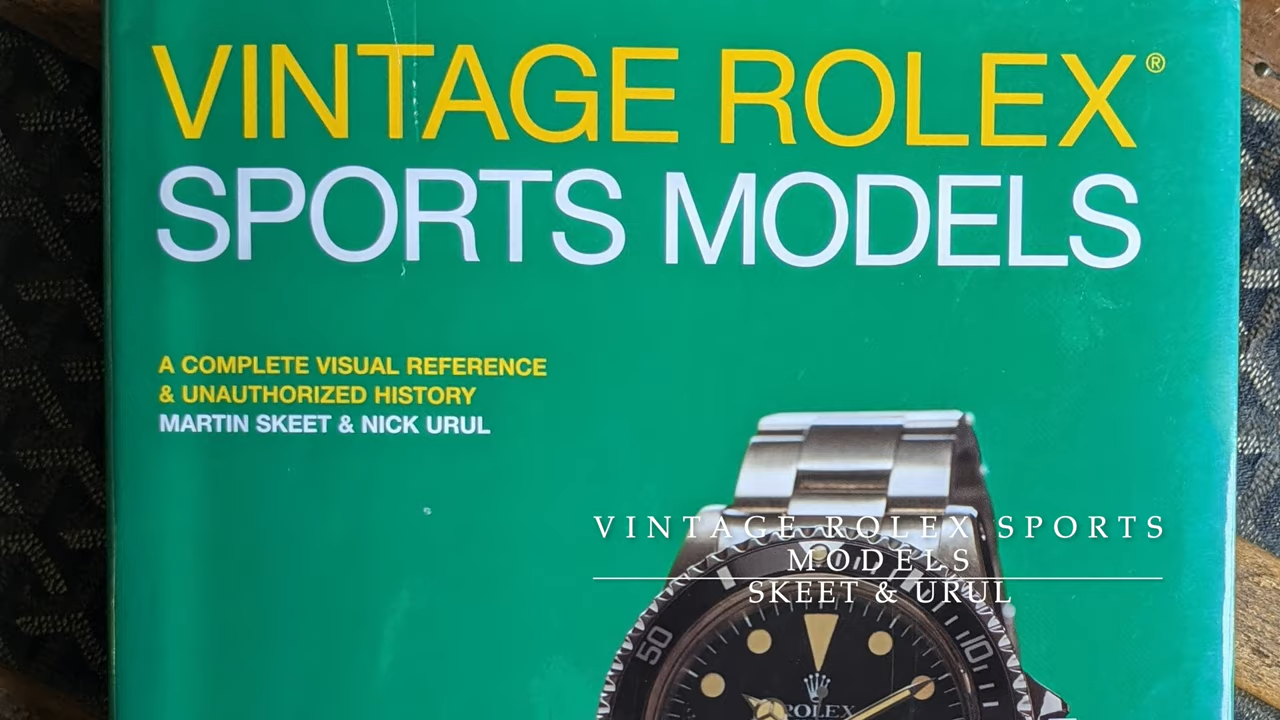 VINTAGE ROLEX®
SPORTS MODELS
A COMPLETE VISUAL REFERENCE
& UNAUTHORIZED HISTORY
MARTIN SKEET & NICK URUL
VINTAGE ROLEX SPORTS
MODELS
SKEET & URUL
50
10
ROLEX